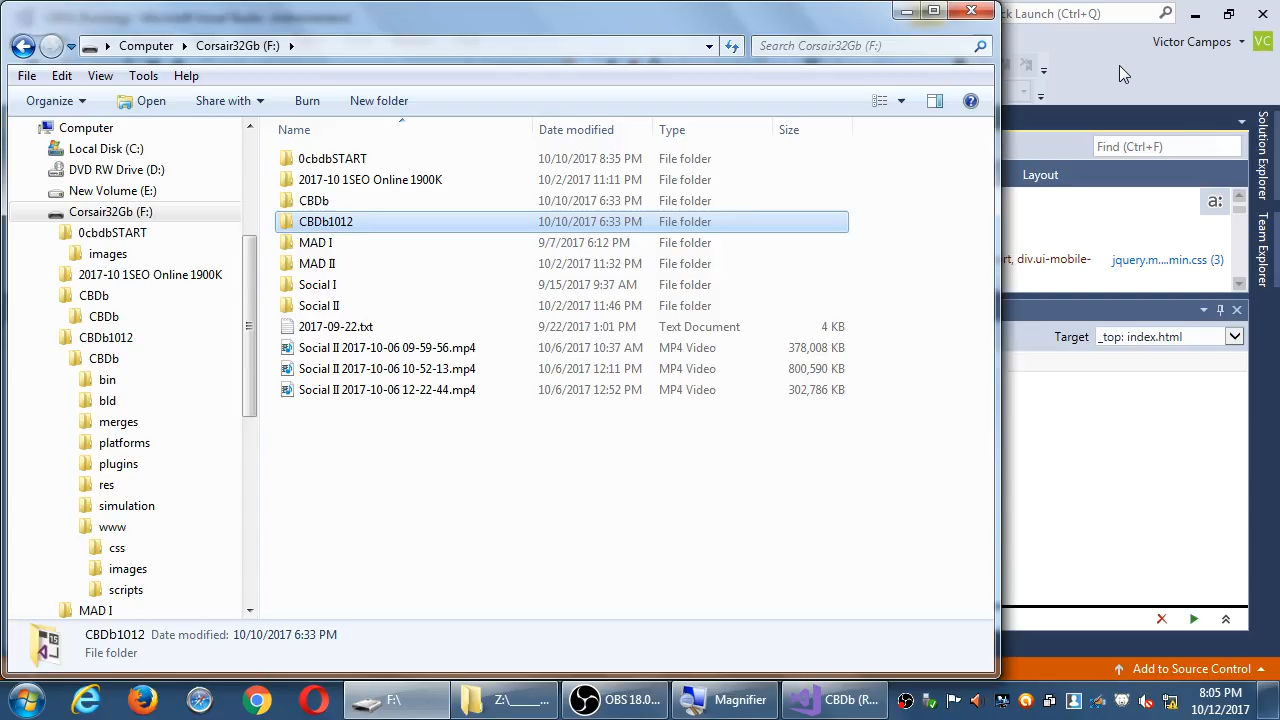 ck Launch (Ctrl+Q)
Computer Corsair32Gb (F:)
Search Corsair32Gb (F:)
Victor Campos VC
File Edit View Tools Help
Organize Open Share with Burn New folder
Name Date modified Type Size
Computer
Local Disk (C:)
DVD RW Drive (D:)
New Volume (E:)
Corsair32Gb (F:)
0cbdbSTART
images
2017-10 1SEO Online 1900K
CBDb
CBDb
CBDb1012
CBDb
bin
bld
merges
platforms
plugins
res
simulation
www
css
images
scripts
MAD I
0cbdbSTART 10/10/2017 8:35 PM File folder
2017-10 1SEO Online 1900K 10/2/2017 11:11 PM File folder
CBDb 10/10/2017 6:33 PM File folder
CBDb1012 10/10/2017 6:33 PM File folder
MAD I 9/7/2017 6:12 PM File folder
MAD II 10/2/2017 11:32 PM File folder
Social I 9/15/2017 9:37 AM File folder
Social II 10/2/2017 11:46 PM File folder
2017-09-22.txt 9/22/2017 1:01 PM Text Document 4 KB
Social II 2017-10-06 09-59-56.mp4 10/6/2017 10:37 AM MP4 Video 378,008 KB
Social II 2017-10-06 10-52-13.mp4 10/6/2017 12:11 PM MP4 Video 800,590 KB
Social II 2017-10-06 12-22-44.mp4 10/6/2017 12:52 PM MP4 Video 302,786 KB
CBDb1012 Date modified: 10/10/2017 6:33 PM
File folder
Find (Ctrl+F)
Layout
a:
rt, div.ui-mobile- jquery.m....min.css (3)
Target _top: index.html
Solution Explorer
Team Explorer
Add to Source Control
F:\
Z:\____...
OBS 18.0....
Magnifier
CBDb (R...
8:05 PM
10/12/2017